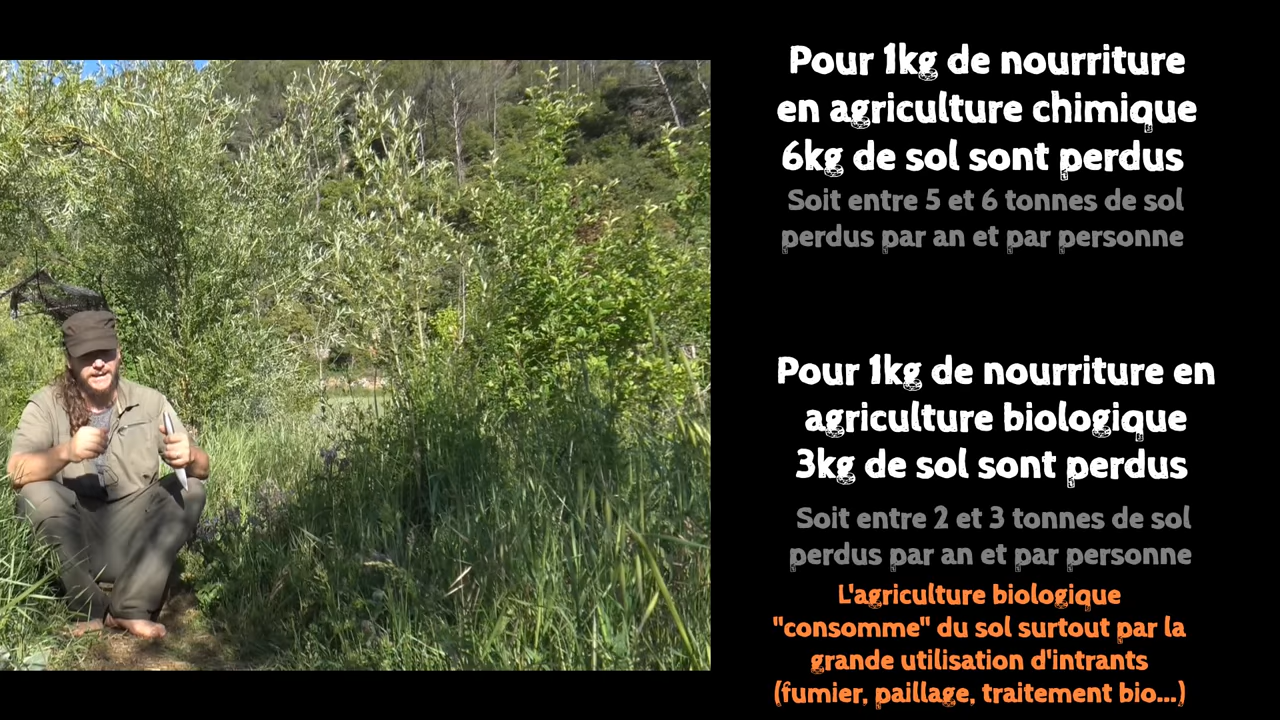 Pour 1kg de nourriture
en agriculture chimique
6kg de sol sont perdus
Soit entre 5 et 6 tonnes de sol
perdus par an et par personne
Pour 1kg de nourriture en
agriculture biologique
3kg de sol sont perdus
Soit entre 2 et 3 tonnes de sol
perdus par an et par personne
L'agriculture biologique
"consomme" du sol surtout par la
grande utilisation d'intrants
(fumier, paillage, traitement bio...)